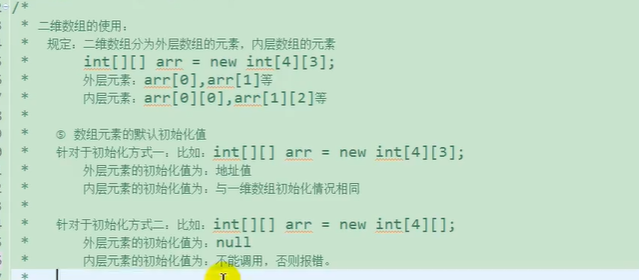 /*
* 二维数组的使用:
* 规定: 二维数组分为外层数组的元素, 内层数组的元素
* int[][] arr = new int[4][3];
* 外层元素: arr[0],arr[1]等
* 内层元素: arr[0][0],arr[1][2]等
*
* ⑤ 数组元素的默认初始化值
* 针对于初始化方式一: 比如: int[][] arr = new int[4][3];
* 外层元素的初始化值为: 地址值
* 内层元素的初始化值为: 与一维数组初始化情况相同
*
* 针对于初始化方式二: 比如: int[][] arr = new int[4][];
* 外层元素的初始化值为: null
* 内层元素的初始化值为: 不能调用, 否则报错。
*